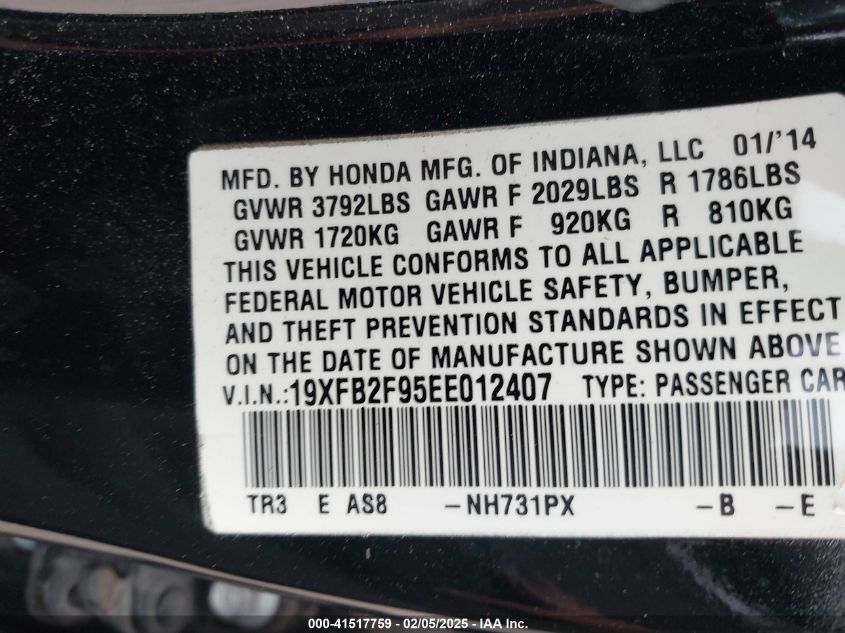 MFD. BY HONDA MFG. OF INDIANA, LLC 01/'14
GVWR 3792LBS GAWR F 2029LBS R 1786LBS
GVWR 1720KG GAWR F 920KG R 810KG
THIS VEHICLE CONFORMS TO ALL APPLICABLE
FEDERAL MOTOR VEHICLE SAFETY, BUMPER,
AND THEFT PREVENTION STANDARDS IN EFFECT
ON THE DATE OF MANUFACTURE SHOWN ABOVE
V.I.N.:19XFB2F95EE012407 TYPE: PASSENGER CAR
TR3 E AS8 -NH731PX -B -E
000-41517759 - 02/05/2025 - IAA Inc.